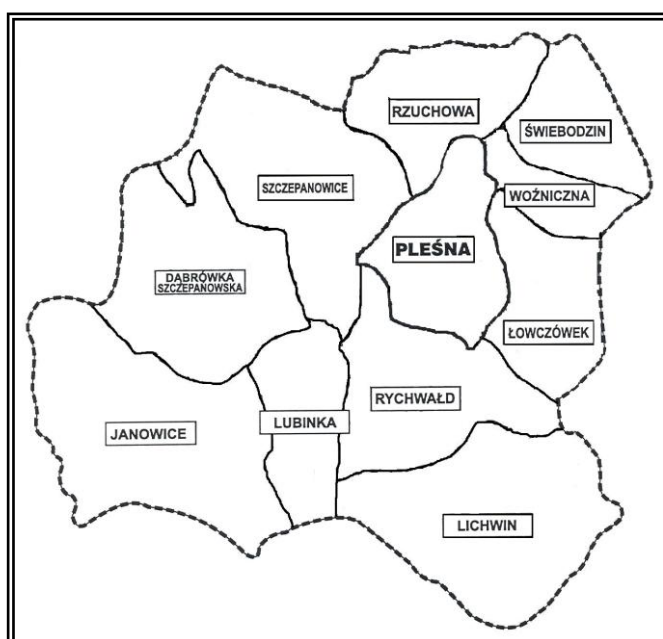 RZUCHOWA
ŚWIEBODZIN
SZCZEPANOWICE
WOŹNICZNA
PLEŚNA
DĄBRÓWKA
SZCZEPANOWSKA
ŁOWCZÓWEK
RYCHWAŁD
LUBINKA
JANOWICE
LICHWIN